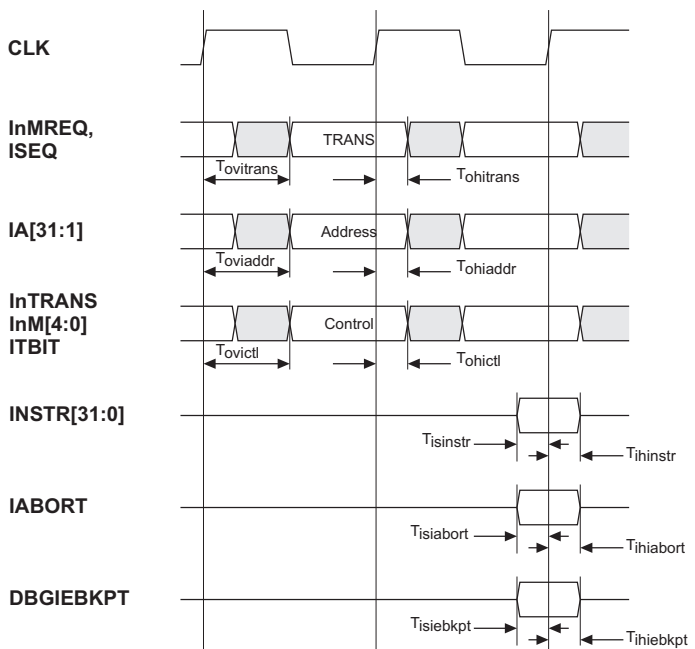 CLK
InMREQ,
ISEQ
TRANS
Tovitrans
Tohitrans
IA[31:1]
Address
Toviaddr
Tohiaddr
InTRANS
InM[4:0]
ITBIT
Control
Tovictl
Tohictl
INSTR[31:0]
Tisinstr
Tihinstr
IABORT
Tisiabort
Tihiabort
DBGIEBKPT
Tisiebkpt
Tihiebkpt